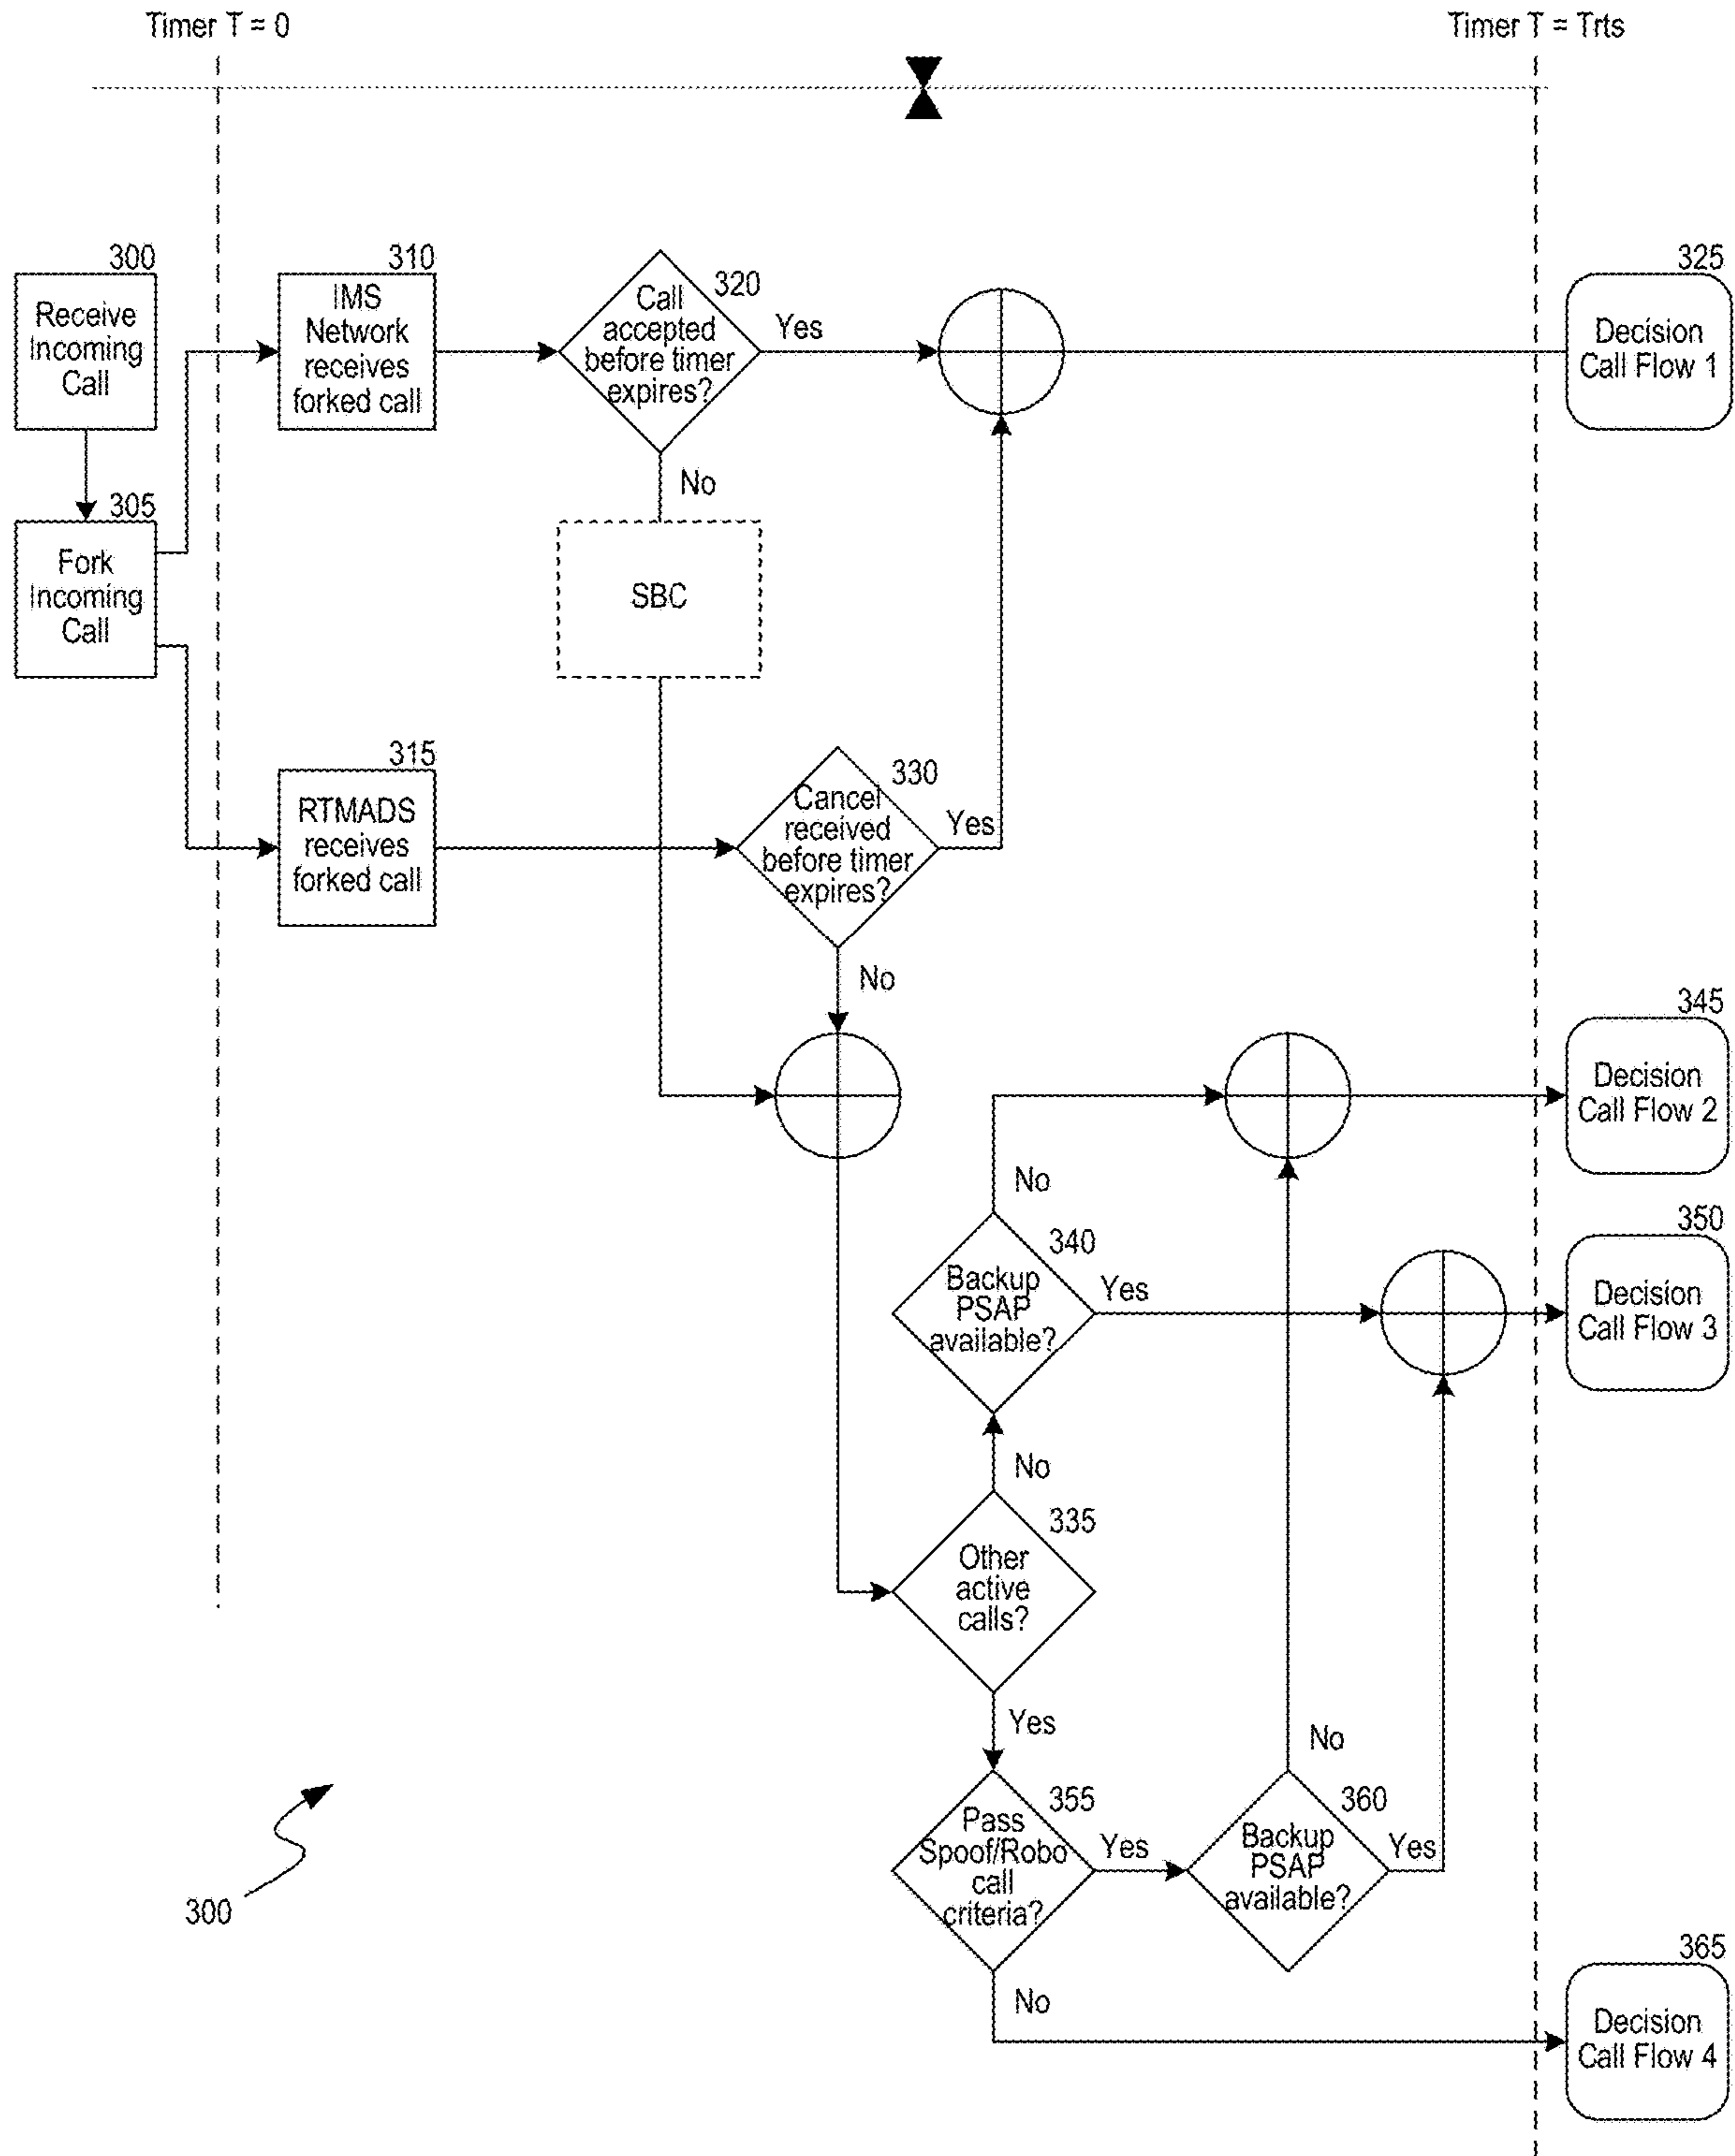 Timer T = 0
Timer T = Trts
300
Receive
Incoming
Call
310
IMS
Network
receives
forked call
320
Call
accepted
before timer
expires?
Yes
No
325
Decision
Call Flow 1
305
Fork
Incoming
Call
SBC
315
RTMADS
receives
forked call
330
Cancel
received
before timer
expires?
Yes
No
345
Decision
Call Flow 2
No
340
Backup
PSAP
available?
Yes
350
Decision
Call Flow 3
No
335
Other
active
calls?
Yes
355
Pass
Spoof/Robo
call
criteria?
Yes
No
360
Backup
PSAP
available?
Yes
No
365
Decision
Call Flow 4
300